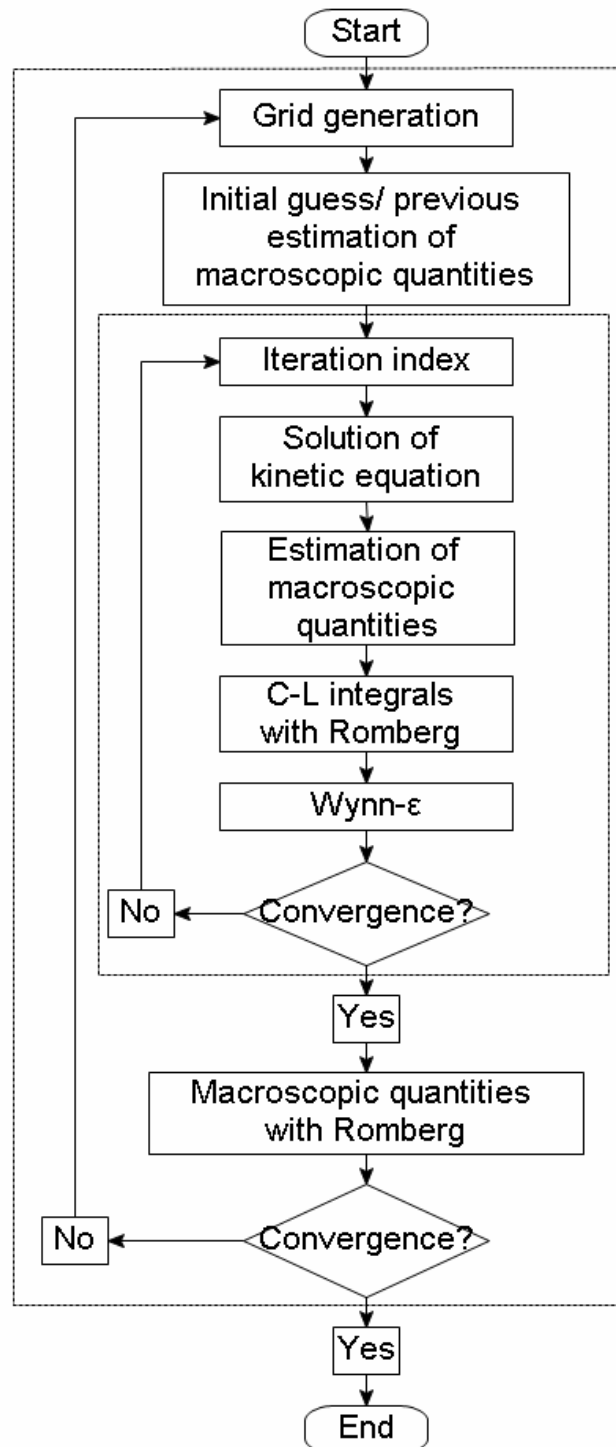 Start
Grid generation
Initial guess/ previous
estimation of
macroscopic quantities
Iteration index
Solution of
kinetic equation
Estimation of
macroscopic
quantities
C-L integrals
with Romberg
Wynn-ε
Convergence?
No
Yes
Macroscopic quantities
with Romberg
Convergence?
No
Yes
End